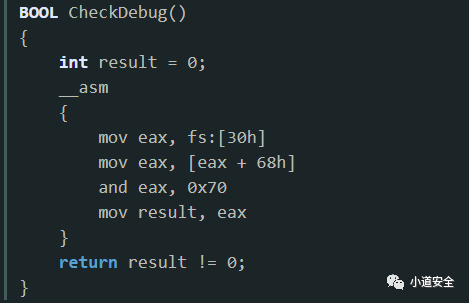 BOOL CheckDebug()
{
    int result = 0;
    __asm
    {
        mov eax, fs:[30h]
        mov eax, [eax + 68h]
        and eax, 0x70
        mov result, eax
    }
    return result != 0;
}
小道安全